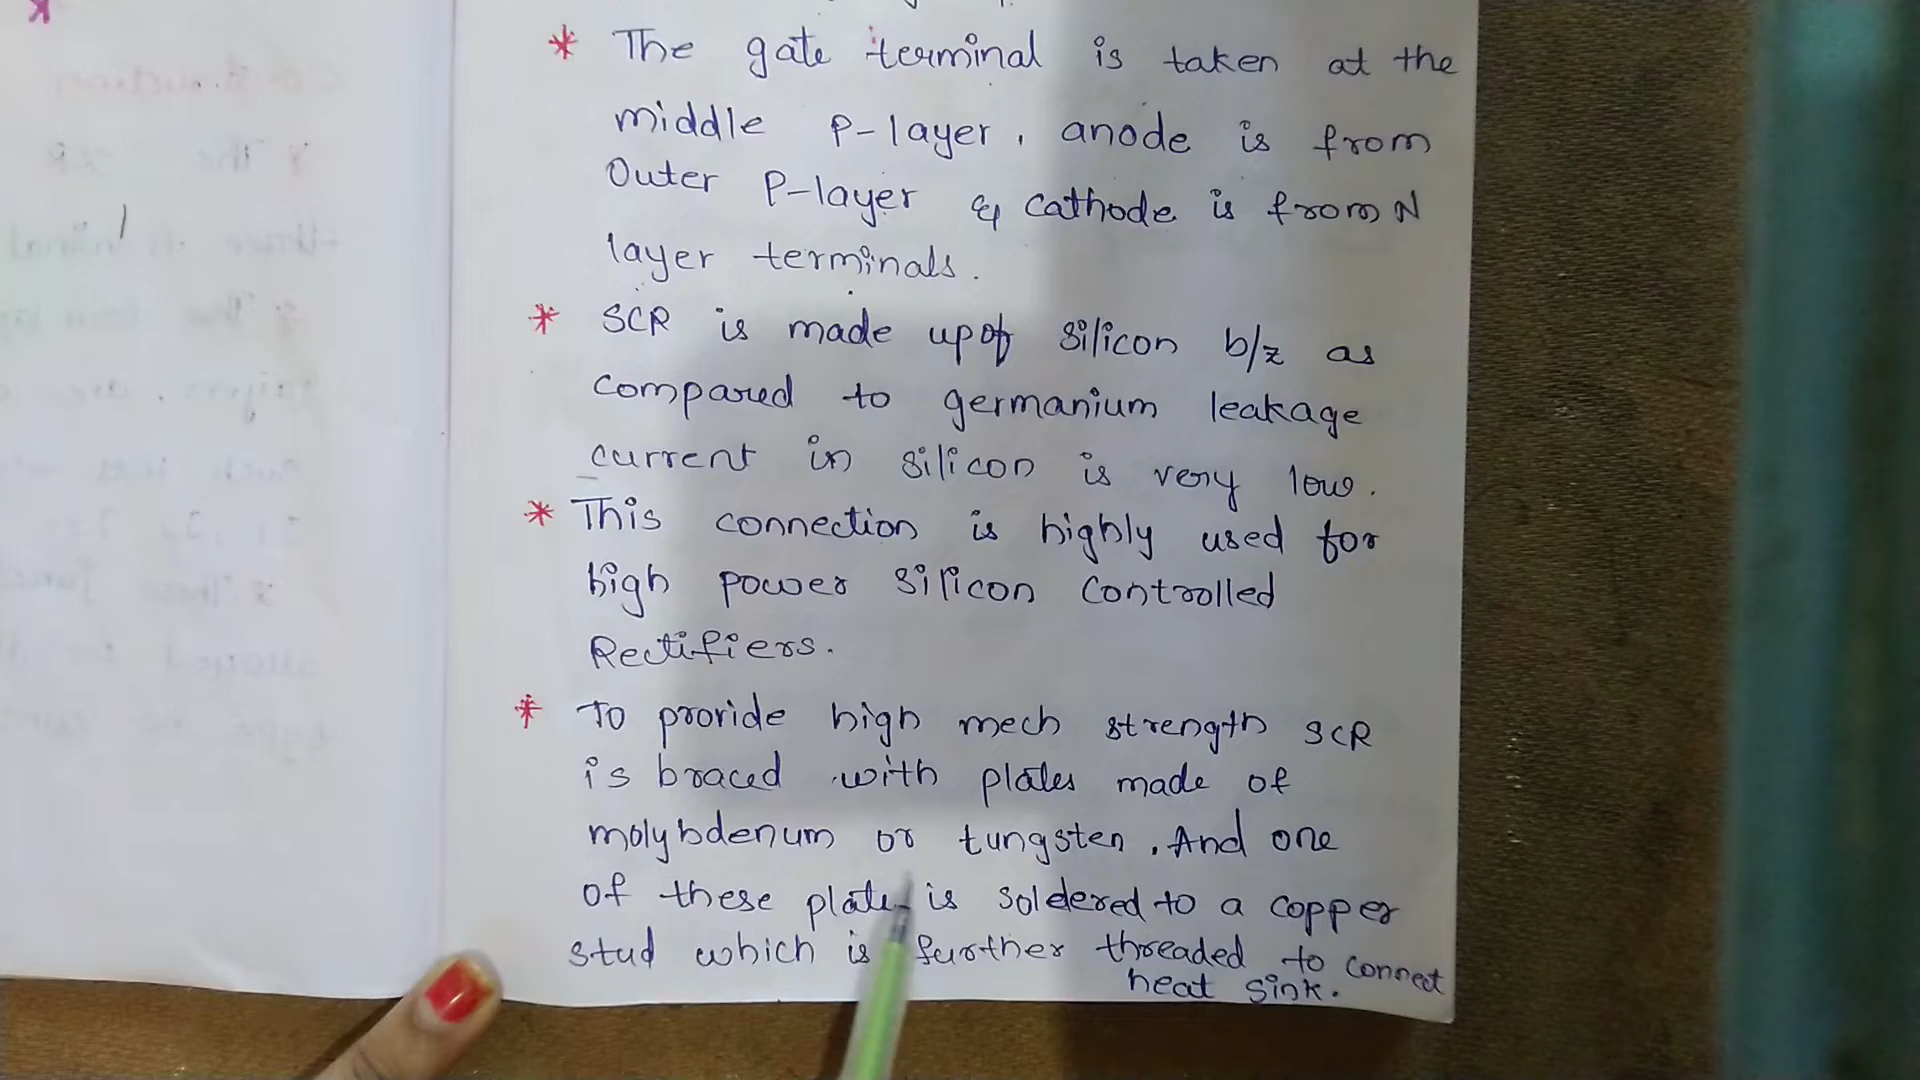 * The gate terminal is taken at the
middle P-layer, anode is from
Outer P-layer & cathode is from N
layer terminals.
* SCR is made up of silicon b/z as
compared to germanium leakage
current in silicon is very low.
* This connection is highly used for
high power silicon controlled
Rectifiers.
* To provide high mech strength SCR
is braced with plates made of
molybdenum or tungsten. And one
of these plate is soldered to a copper
stud which is further threaded to connect
heat sink.